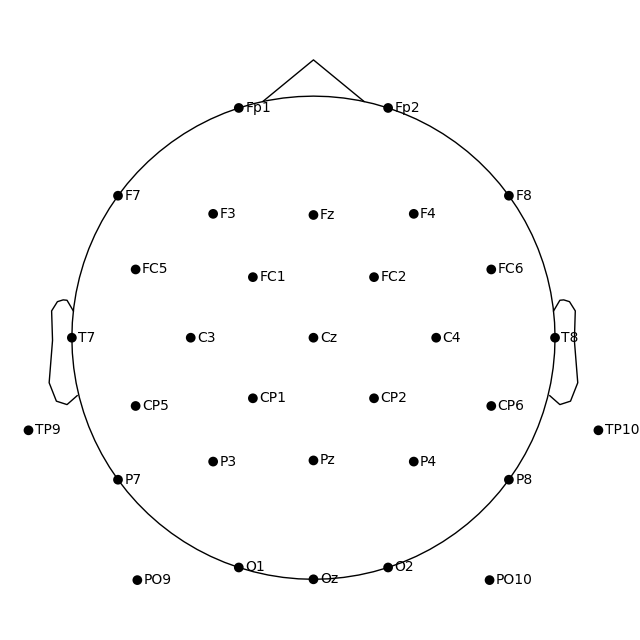 Fp1 Fp2
F7 F8
F3 Fz F4
FC5 FC6
FC1 FC2
T7 C3 Cz C4 T8
CP1 CP2
CP5 CP6
TP9 TP10
P3 Pz P4
P7 P8
O1 O2
Oz
PO9 PO10